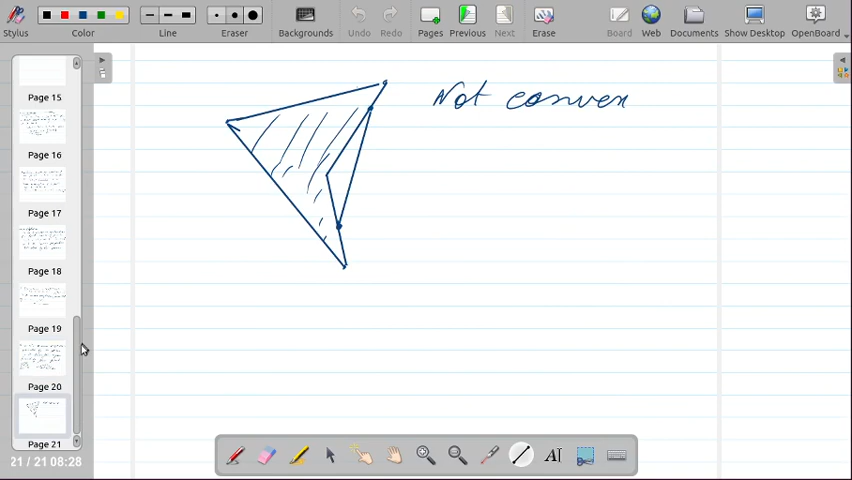 Stylus
Color
Line
Eraser
Backgrounds
Undo
Redo
Pages
Previous
Next
Erase
Board
Web
Documents
Show Desktop
OpenBoard
Not convex
Page 15
Page 16
Page 17
Page 18
Page 19
Page 20
Page 21
21 / 21 08:28